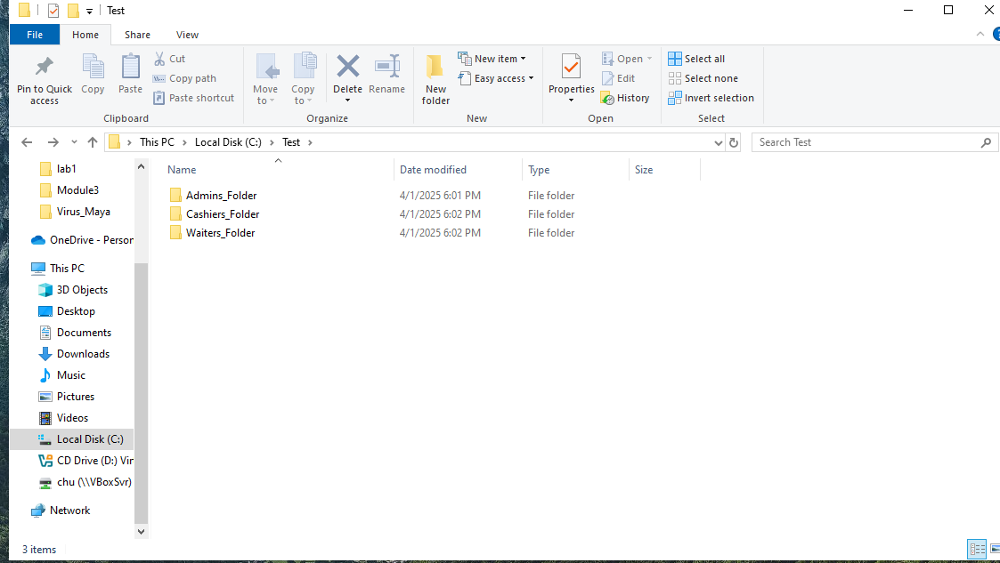 Test
File Home Share View
Pin to Quick access
Copy
Paste
Cut
Copy path
Paste shortcut
Clipboard
Move to
Copy to
Delete
Rename
Organize
New folder
New item
Easy access
New
Properties
Open
Edit
History
Open
Select all
Select none
Invert selection
Select
This PC Local Disk (C:) Test
Search Test
lab1
Module3
Virus_Maya
OneDrive - Person
This PC
3D Objects
Desktop
Documents
Downloads
Music
Pictures
Videos
Local Disk (C:)
CD Drive (D:) Vir
chu (\\VBoxSvr)
Network
Name Date modified Type Size
Admins_Folder 4/1/2025 6:01 PM File folder
Cashiers_Folder 4/1/2025 6:02 PM File folder
Waiters_Folder 4/1/2025 6:02 PM File folder
3 items